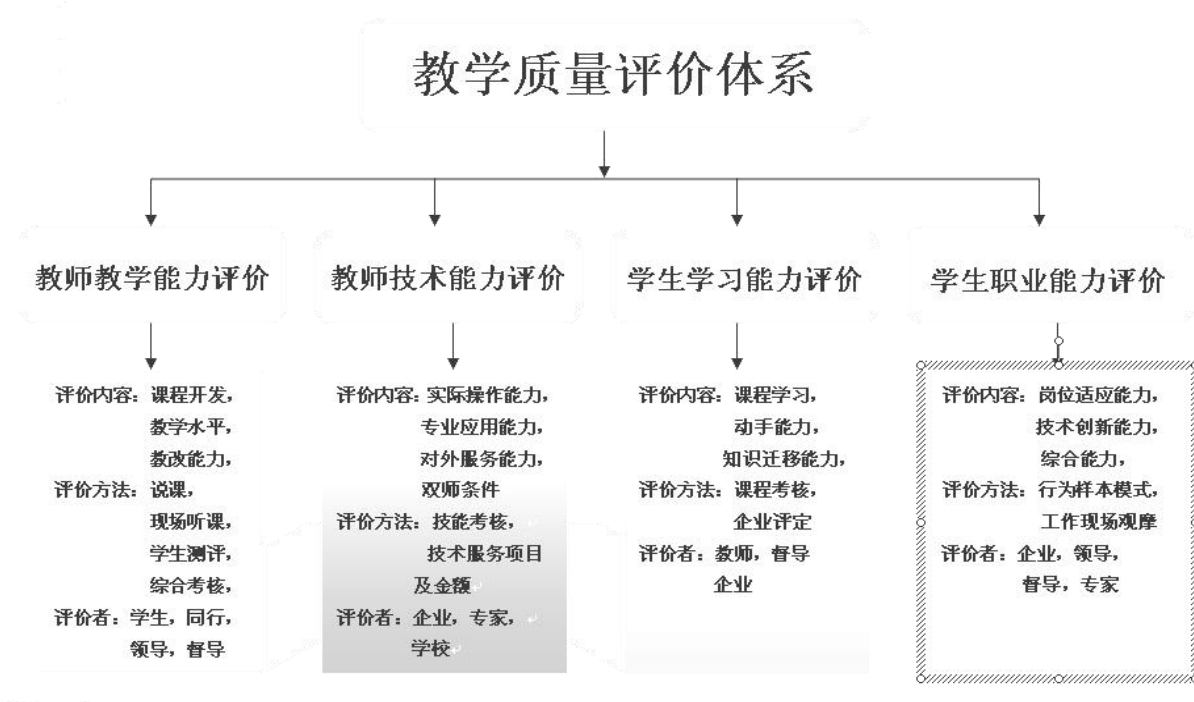 教学质量评价体系
教师教学能力评价
教师技术能力评价
学生学习能力评价
学生职业能力评价
评价内容：课程开发，
教学水平，
教改能力，
评价方法：说课，
现场听课，
学生测评，
综合考核，
评价者：学生，同行，
领导，督导
评价内容：实际操作能力，
专业应用能力，
对外服务能力，
双师条件
评价方法：技能考核，
技术服务项目
及金额
评价者：企业，专家，
学校
评价内容：课程学习，
动手能力，
知识迁移能力，
评价方法：课程考核，
企业评定
评价者：教师，督导
企业
评价内容：岗位适应能力，
技术创新能力，
综合能力，
评价方法：行为样本模式，
工作现场观摩
评价者：企业，领导，
督导，专家